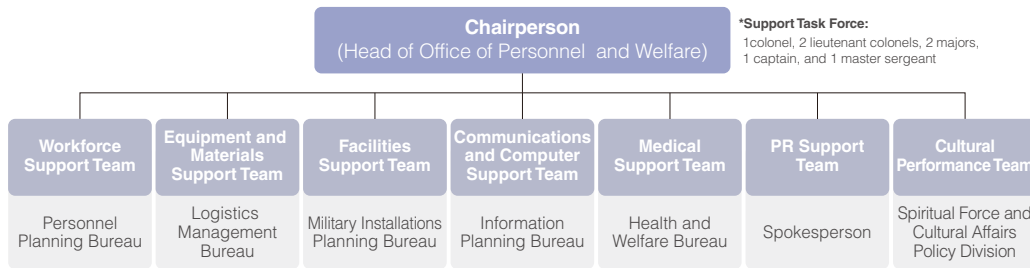 Chairperson
(Head of Office of Personnel and Welfare)
*Support Task Force:
1colonel, 2 lieutenant colonels, 2 majors,
1 captain, and 1 master sergeant
Workforce
Support Team
Personnel
Planning Bureau
Equipment and
Materials
Support Team
Logistics
Management
Bureau
Facilities
Support Team
Military Installations
Planning Bureau
Communications
and Computer
Support Team
Information
Planning Bureau
Medical
Support Team
Health and
Welfare Bureau
PR Support
Team
Spokesperson
Cultural
Performance Team
Spiritual Force and
Cultural Affairs
Policy Division